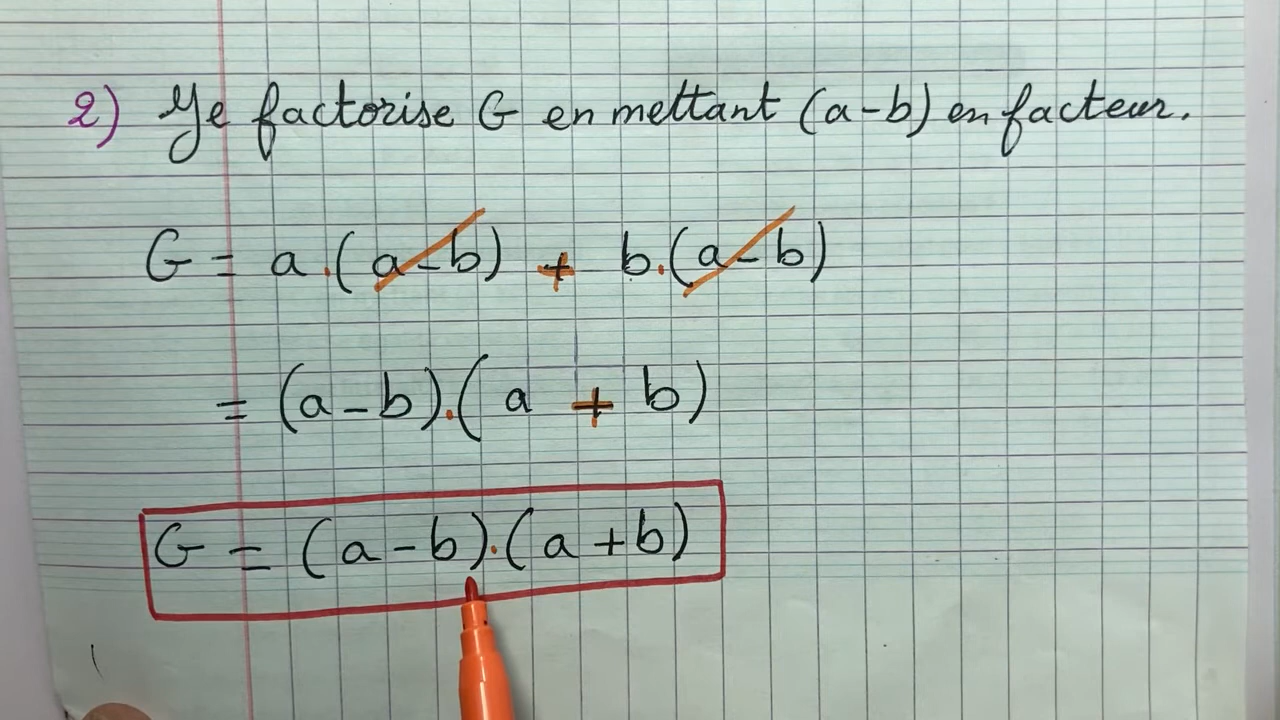 2) Je factorise G en mettant (a-b) en facteur.
G = a.(a-b) + b.(a-b)
= (a-b).(a + b)
G = (a-b).(a+b)